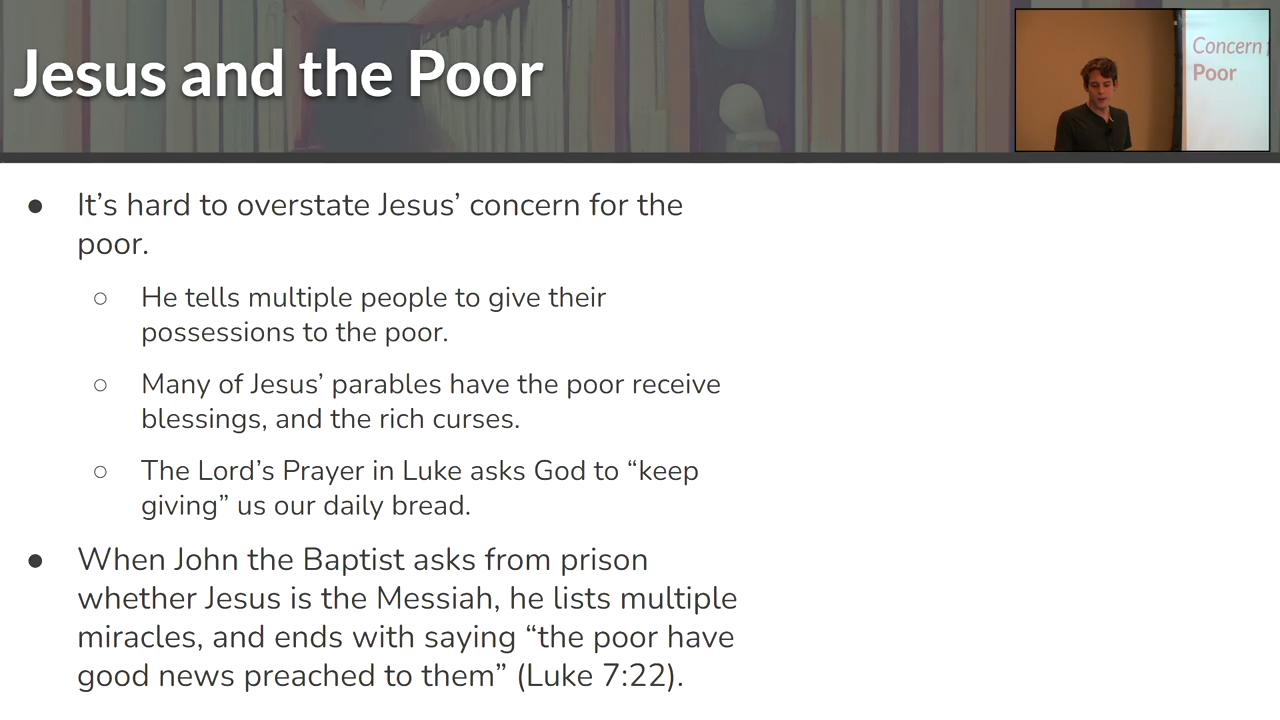 Jesus and the Poor
Concern
Poor
● It’s hard to overstate Jesus’ concern for the
poor.
○ He tells multiple people to give their
possessions to the poor.
○ Many of Jesus’ parables have the poor receive
blessings, and the rich curses.
○ The Lord’s Prayer in Luke asks God to “keep
giving” us our daily bread.
● When John the Baptist asks from prison
whether Jesus is the Messiah, he lists multiple
miracles, and ends with saying “the poor have
good news preached to them” (Luke 7:22).